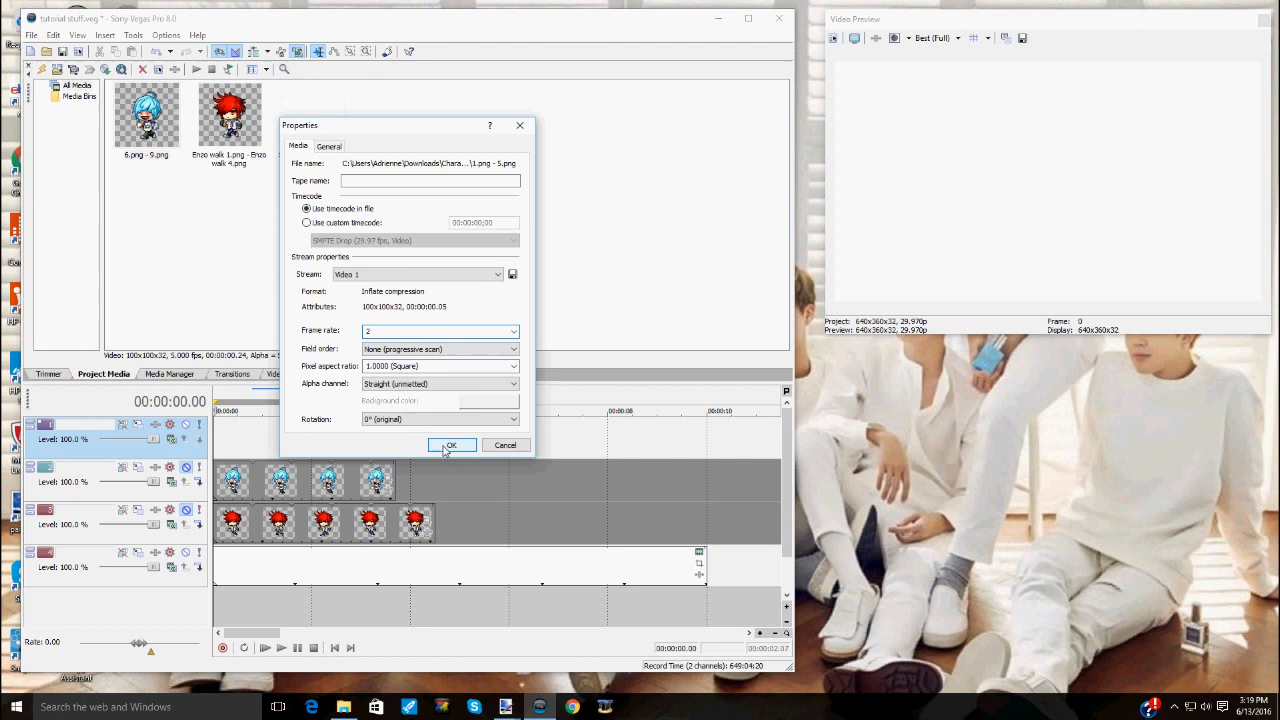 tutorial stuff.veg * - Sony Vegas Pro 8.0
File Edit View Insert Tools Options Help
All Media
Media Bins
6.png - 9.png
Enzo walk 1.png - Enzo
walk 4.png
Video: 100x100x32, 5.000 fps, 00:00:00.24, Alpha = S
Trimmer Project Media Media Manager Transitions
Properties
Media General
File name: C:\Users\Adrienne\Downloads\Chara...\1.png - 5.png
Tape name:
Timecode
Use timecode in file
Use custom timecode: 00:00:00;00
SMPTE Drop (29.97 fps, Video)
Stream properties
Stream: Video 1
Format: Inflate compression
Attributes: 100x100x32, 00:00:00.05
Frame rate: 2
Field order: None (progressive scan)
Pixel aspect ratio: 1.0000 (Square)
Alpha channel: Straight (unmatted)
Background color:
Rotation: 0° (original)
OK Cancel
Video Preview
Best (Full)
Project: 640x360x32, 29.970p Frame: 0
Preview: 640x360x32, 29.970p Display: 640x360x32
00:00:00.00
00:00:00 00:00:08 00:00:10
1
Level: 100.0 %
2
Level: 100.0 %
3
Level: 100.0 %
4
Level: 100.0 %
Rate: 0.00
00:00:00.00 00:00:02.07
Record Time (2 channels): 649:04:20
Assistant
Search the web and Windows
3:19 PM
6/13/2016